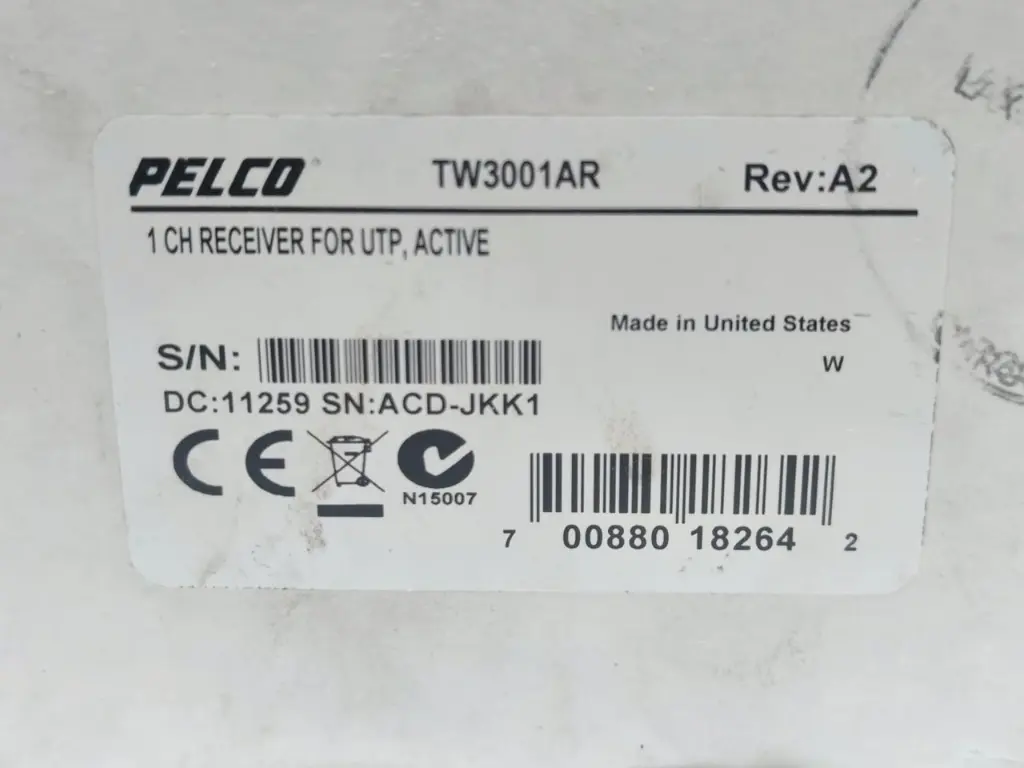 PELCO TW3001AR Rev:A2
1 CH RECEIVER FOR UTP, ACTIVE
Made in United States
W
S/N:
DC:11259 SN:ACD-JKK1
CE
N15007
7 00880 18264 2